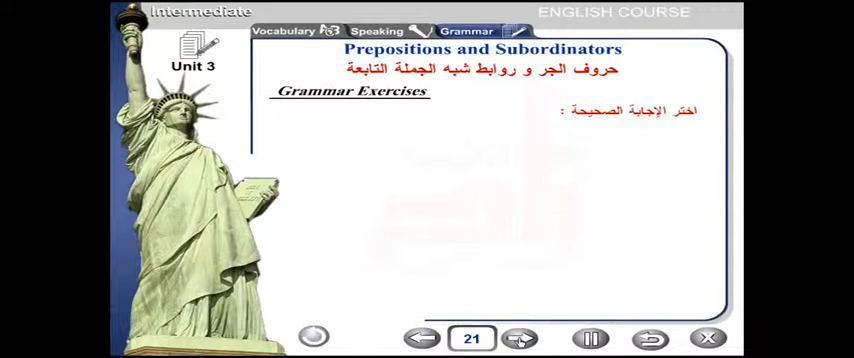 Intermediate
ENGLISH COURSE
Vocabulary
Speaking
Grammar
Unit 3
Prepositions and Subordinators
حروف الجر و روابط شبه الجملة التابعة
Grammar Exercises
اختر الإجابة الصحيحة :
21